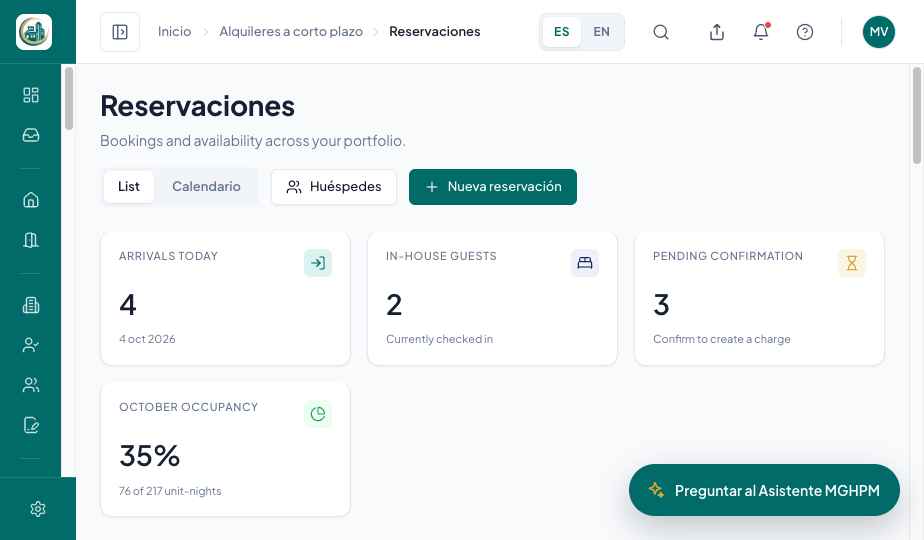 Inicio
Alquileres a corto plazo
Reservaciones
ES
EN
MV
Reservaciones
Bookings and availability across your portfolio.
List
Calendario
Huéspedes
Nueva reservación
ARRIVALS TODAY
4
4 oct 2026
IN-HOUSE GUESTS
2
Currently checked in
PENDING CONFIRMATION
3
Confirm to create a charge
OCTOBER OCCUPANCY
35%
76 of 217 unit-nights
Preguntar al Asistente MGHPM